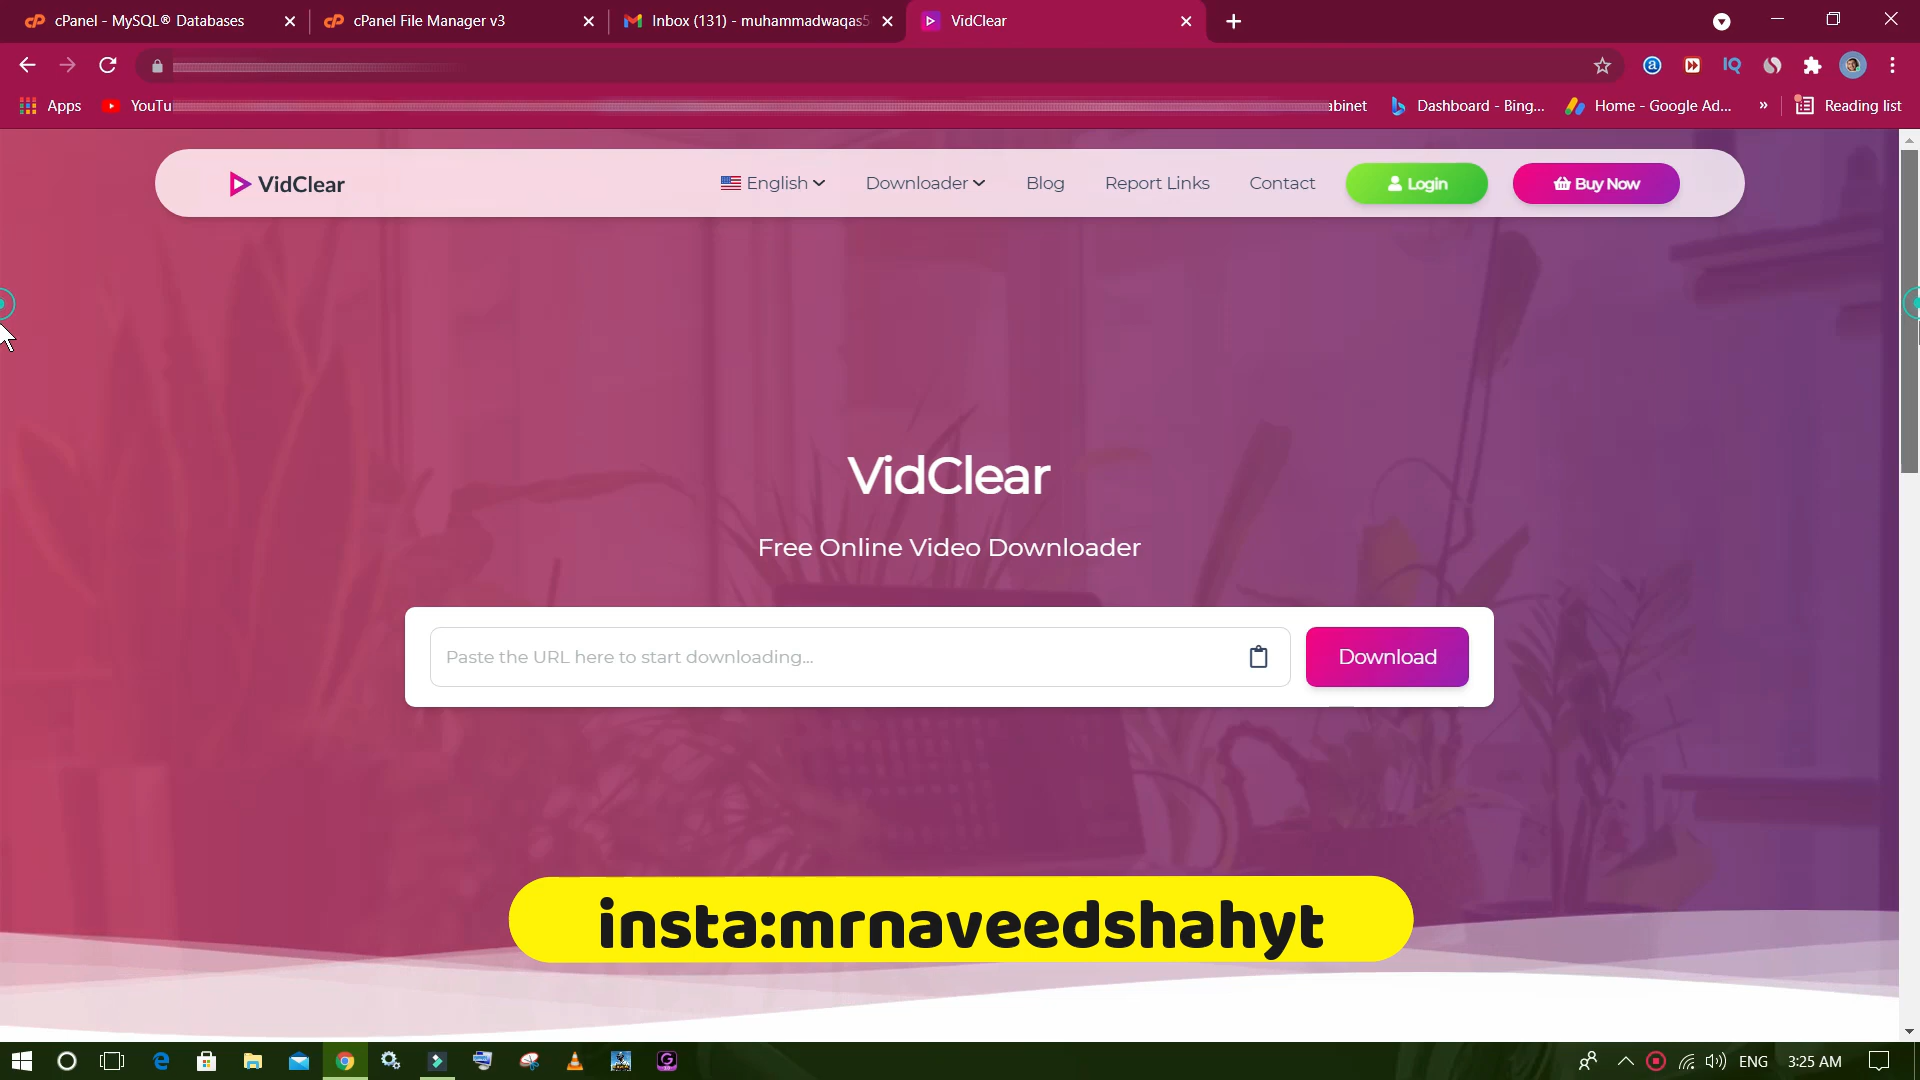 cPanel - MySQL® Databases
cPanel File Manager v3
Inbox (131) - muhammadwaqas5
VidClear
Apps
YouTu
abinet
Dashboard - Bing...
Home - Google Ad...
»
Reading list
VidClear
English
Downloader
Blog
Report Links
Contact
Login
Buy Now
VidClear
Free Online Video Downloader
Paste the URL here to start downloading...
Download
insta:mrnaveedshahyt
ENG
3:25 AM